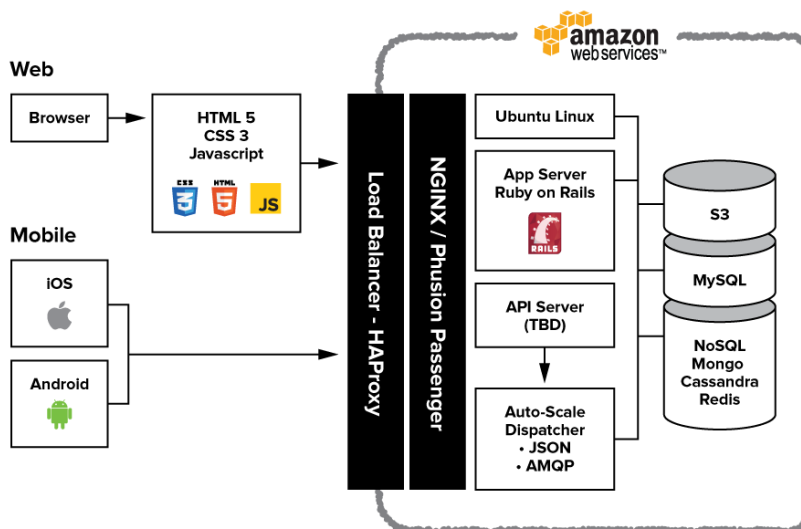 amazon
webservices™
Web
Browser
HTML 5
CSS 3
Javascript
CSS
3
HTML
5
JS
Mobile
iOS
Android
Load Balancer - HAProxy
NGINX / Phusion Passenger
Ubuntu Linux
App Server
Ruby on Rails
RAILS
API Server
(TBD)
Auto-Scale
Dispatcher
• JSON
• AMQP
S3
MySQL
NoSQL
Mongo
Cassandra
Redis